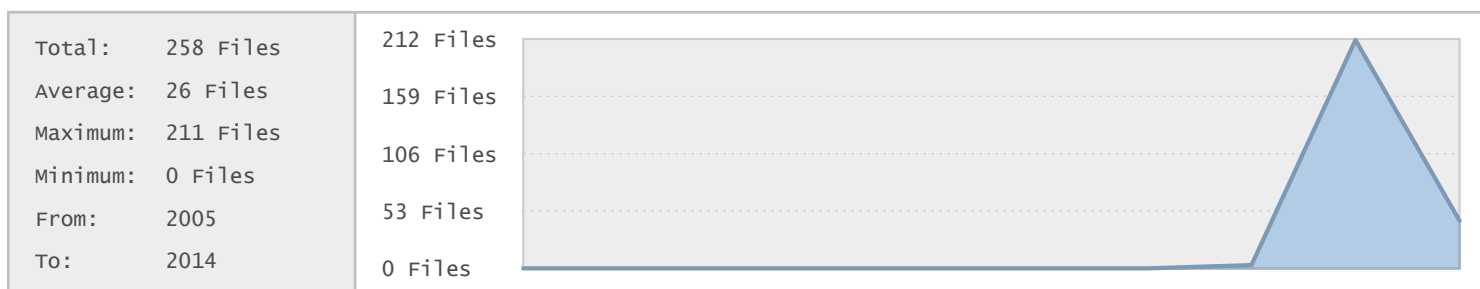 Total: 258 Files
Average: 26 Files
Maximum: 211 Files
Minimum: 0 Files
From: 2005
To: 2014
212 Files
159 Files
106 Files
53 Files
0 Files